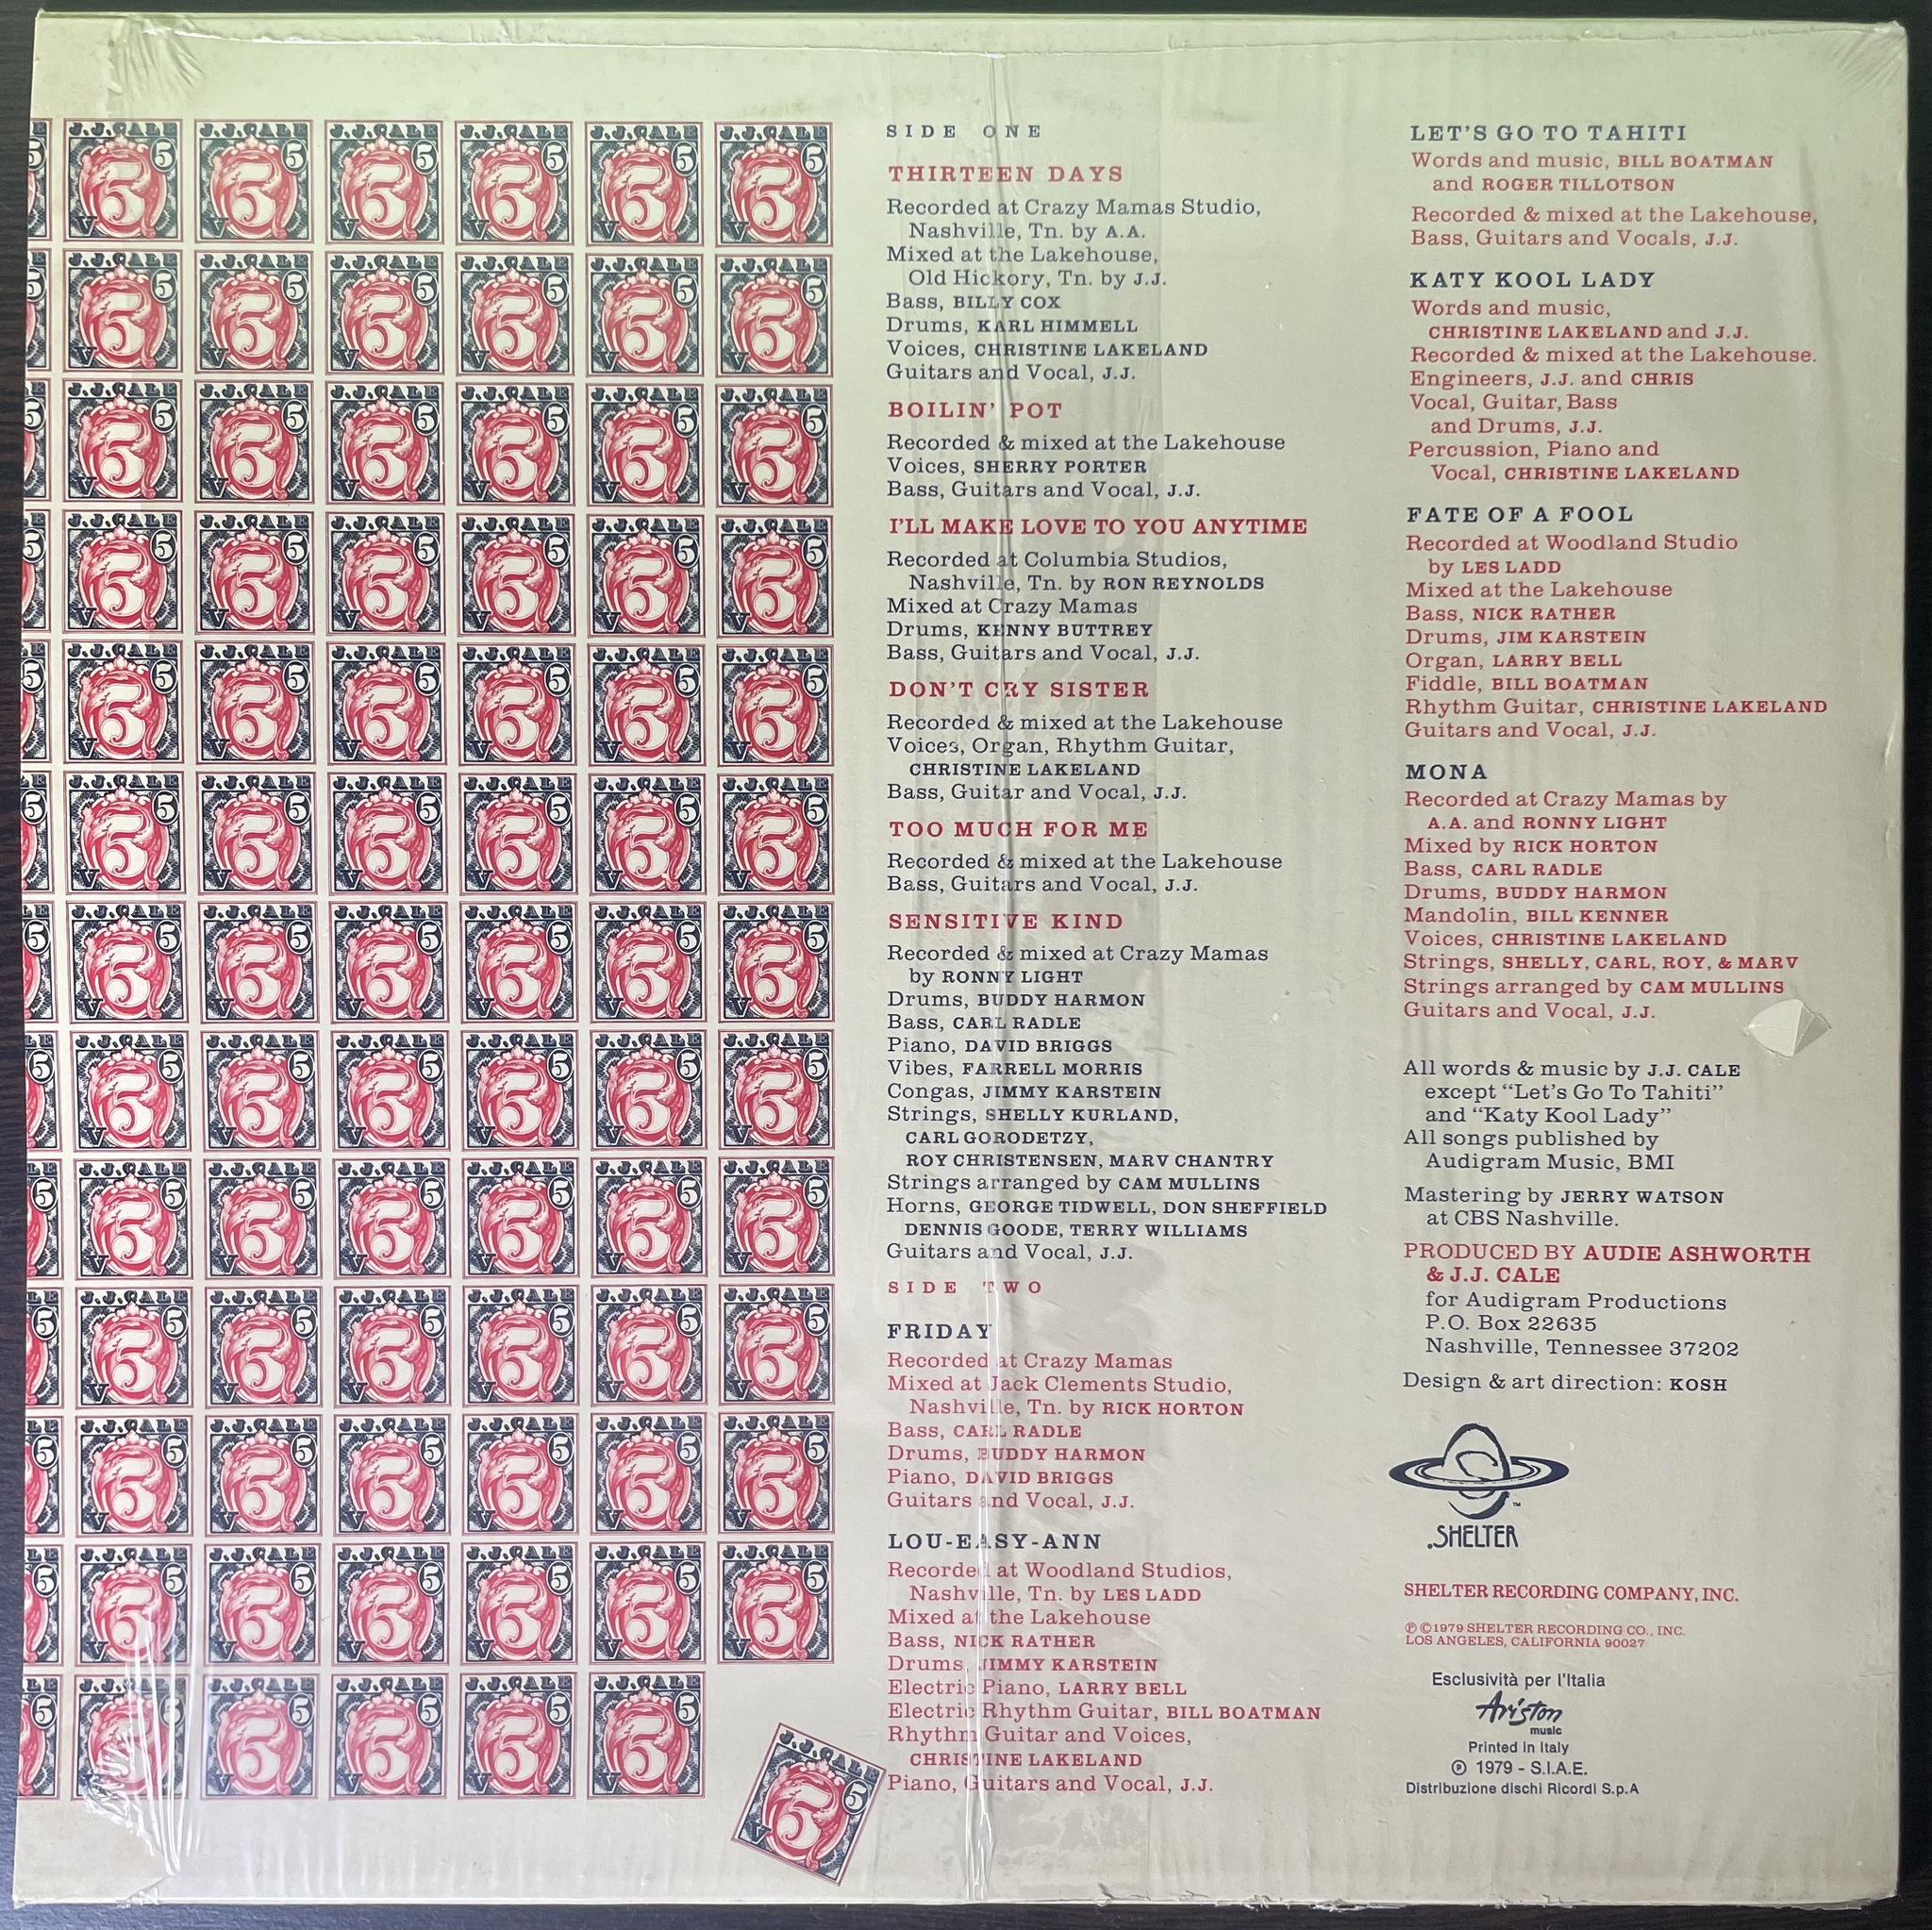 J.J.CALE
5
5
V
SIDE ONE
THIRTEEN DAYS
Recorded at Crazy Mamas Studio,
Nashville, Tn. by A.A.
Mixed at the Lakehouse,
Old Hickory, Tn. by J.J.
Bass, BILLY COX
Drums, KARL HIMMELL
Voices, CHRISTINE LAKELAND
Guitars and Vocal, J.J.
BOILIN' POT
Recorded & mixed at the Lakehouse
Voices, SHERRY PORTER
Bass, Guitars and Vocal, J.J.
I'LL MAKE LOVE TO YOU ANYTIME
Recorded at Columbia Studios,
Nashville, Tn. by RON REYNOLDS
Mixed at Crazy Mamas
Drums, KENNY BUTTREY
Bass, Guitars and Vocal, J.J.
DON'T CRY SISTER
Recorded & mixed at the Lakehouse
Voices, Organ, Rhythm Guitar,
CHRISTINE LAKELAND
Bass, Guitar and Vocal, J.J.
TOO MUCH FOR ME
Recorded & mixed at the Lakehouse
Bass, Guitars and Vocal, J.J.
SENSITIVE KIND
Recorded & mixed at Crazy Mamas
by RONNY LIGHT
Drums, BUDDY HARMON
Bass, CARL RADLE
Piano, DAVID BRIGGS
Vibes, FARRELL MORRIS
Congas, JIMMY KARSTEIN
Strings, SHELLY KURLAND,
CARL GORODETZY,
ROY CHRISTENSEN, MARV CHANTRY
Strings arranged by CAM MULLINS
Horns, GEORGE TIDWELL, DON SHEFFIELD
DENNIS GOODE, TERRY WILLIAMS
Guitars and Vocal, J.J.
SIDE TWO
FRIDAY
Recorded at Crazy Mamas
Mixed at Jack Clements Studio,
Nashville, Tn. by RICK HORTON
Bass, CARL RADLE
Drums, BUDDY HARMON
Piano, DAVID BRIGGS
Guitars and Vocal, J.J.
LOU-EASY-ANN
Recorded at Woodland Studios,
Nashville, Tn. by LES LADD
Mixed at the Lakehouse
Bass, NICK RATHER
Drums, JIMMY KARSTEIN
Electric Piano, LARRY BELL
Electric Rhythm Guitar, BILL BOATMAN
Rhythm Guitar and Voices,
CHRISTINE LAKELAND
Piano, Guitars and Vocal, J.J.
LET'S GO TO TAHITI
Words and music, BILL BOATMAN
and ROGER TILLOTSON
Recorded & mixed at the Lakehouse,
Bass, Guitars and Vocals, J.J.
KATY KOOL LADY
Words and music,
CHRISTINE LAKELAND and J.J.
Recorded & mixed at the Lakehouse.
Engineers, J.J. and CHRIS
Vocal, Guitar, Bass
and Drums, J.J.
Percussion, Piano and
Vocal, CHRISTINE LAKELAND
FATE OF A FOOL
Recorded at Woodland Studio
by LES LADD
Mixed at the Lakehouse
Bass, NICK RATHER
Drums, JIM KARSTEIN
Organ, LARRY BELL
Fiddle, BILL BOATMAN
Rhythm Guitar, CHRISTINE LAKELAND
Guitars and Vocal, J.J.
MONA
Recorded at Crazy Mamas by
A.A. and RONNY LIGHT
Mixed by RICK HORTON
Bass, CARL RADLE
Drums, BUDDY HARMON
Mandolin, BILL KENNER
Voices, CHRISTINE LAKELAND
Strings, SHELLY, CARL, ROY, & MARV
Strings arranged by CAM MULLINS
Guitars and Vocal, J.J.
All words & music by J.J. CALE
except “Let's Go To Tahiti”
and “Katy Kool Lady”
All songs published by
Audigram Music, BMI
Mastering by JERRY WATSON
at CBS Nashville.
PRODUCED BY AUDIE ASHWORTH
& J.J. CALE
for Audigram Productions
P.O. Box 22635
Nashville, Tennessee 37202
Design & art direction: KOSH
TM
.SHELTER
SHELTER RECORDING COMPANY, INC.
℗ ©1979 SHELTER RECORDING CO., INC.
LOS ANGELES, CALIFORNIA 90027
Esclusività per l'Italia
Ariston
music
Printed in Italy
℗ 1979 - S.I.A.E.
Distribuzione dischi Ricordi S.p.A